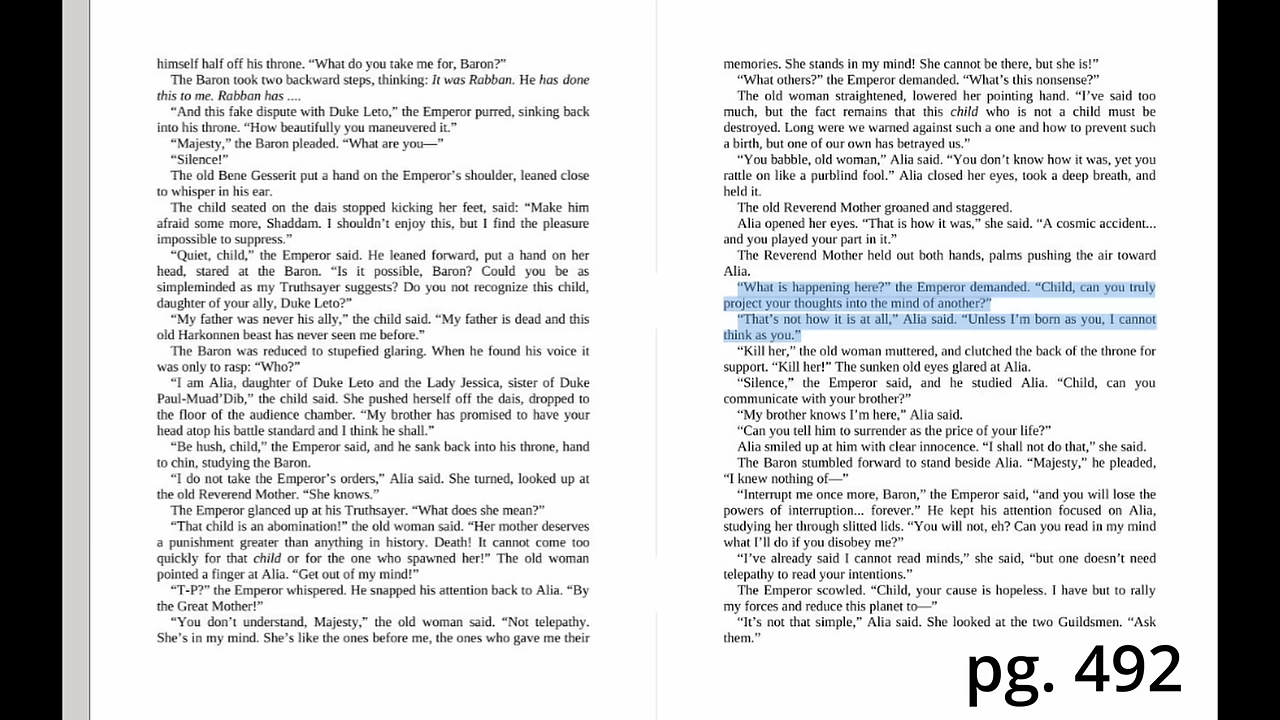 himself half off his throne. “What do you take me for, Baron?”
The Baron took two backward steps, thinking: It was Rabban. He has done
this to me. Rabban has ....
“And this fake dispute with Duke Leto,” the Emperor purred, sinking back
into his throne. “How beautifully you maneuvered it.”
“Majesty,” the Baron pleaded. “What are you—”
“Silence!”
The old Bene Gesserit put a hand on the Emperor’s shoulder, leaned close
to whisper in his ear.
The child seated on the dais stopped kicking her feet, said: “Make him
afraid some more, Shaddam. I shouldn’t enjoy this, but I find the pleasure
impossible to suppress.”
“Quiet, child,” the Emperor said. He leaned forward, put a hand on her
head, stared at the Baron. “Is it possible, Baron? Could you be as
simpleminded as my Truthsayer suggests? Do you not recognize this child,
daughter of your ally, Duke Leto?”
“My father was never his ally,” the child said. “My father is dead and this
old Harkonnen beast has never seen me before.”
The Baron was reduced to stupefied glaring. When he found his voice it
was only to rasp: “Who?”
“I am Alia, daughter of Duke Leto and the Lady Jessica, sister of Duke
Paul-Muad’Dib,” the child said. She pushed herself off the dais, dropped to
the floor of the audience chamber. “My brother has promised to have your
head atop his battle standard and I think he shall.”
“Be hush, child,” the Emperor said, and he sank back into his throne, hand
to chin, studying the Baron.
“I do not take the Emperor’s orders,” Alia said. She turned, looked up at
the old Reverend Mother. “She knows.”
The Emperor glanced up at his Truthsayer. “What does she mean?”
“That child is an abomination!” the old woman said. “Her mother deserves
a punishment greater than anything in history. Death! It cannot come too
quickly for that child or for the one who spawned her!” The old woman
pointed a finger at Alia. “Get out of my mind!”
“T-P?” the Emperor whispered. He snapped his attention back to Alia. “By
the Great Mother!”
“You don’t understand, Majesty,” the old woman said. “Not telepathy.
She’s in my mind. She’s like the ones before me, the ones who gave me their
memories. She stands in my mind! She cannot be there, but she is!”
“What others?” the Emperor demanded. “What’s this nonsense?”
The old woman straightened, lowered her pointing hand. “I’ve said too
much, but the fact remains that this child who is not a child must be
destroyed. Long were we warned against such a one and how to prevent such
a birth, but one of our own has betrayed us.”
“You babble, old woman,” Alia said. “You don’t know how it was, yet you
rattle on like a purblind fool.” Alia closed her eyes, took a deep breath, and
held it.
The old Reverend Mother groaned and staggered.
Alia opened her eyes. “That is how it was,” she said. “A cosmic accident...
and you played your part in it.”
The Reverend Mother held out both hands, palms pushing the air toward
Alia.
“What is happening here?” the Emperor demanded. “Child, can you truly
project your thoughts into the mind of another?”
“That’s not how it is at all,” Alia said. “Unless I’m born as you, I cannot
think as you.”
“Kill her,” the old woman muttered, and clutched the back of the throne for
support. “Kill her!” The sunken old eyes glared at Alia.
“Silence,” the Emperor said, and he studied Alia. “Child, can you
communicate with your brother?”
“My brother knows I’m here,” Alia said.
“Can you tell him to surrender as the price of your life?”
Alia smiled up at him with clear innocence. “I shall not do that,” she said.
The Baron stumbled forward to stand beside Alia. “Majesty,” he pleaded,
“I knew nothing of—”
“Interrupt me once more, Baron,” the Emperor said, “and you will lose the
powers of interruption... forever.” He kept his attention focused on Alia,
studying her through slitted lids. “You will not, eh? Can you read in my mind
what I’ll do if you disobey me?”
“I’ve already said I cannot read minds,” she said, “but one doesn’t need
telepathy to read your intentions.”
The Emperor scowled. “Child, your cause is hopeless. I have but to rally
my forces and reduce this planet to—”
“It’s not that simple,” Alia said. She looked at the two Guildsmen. “Ask
them.”
pg. 492